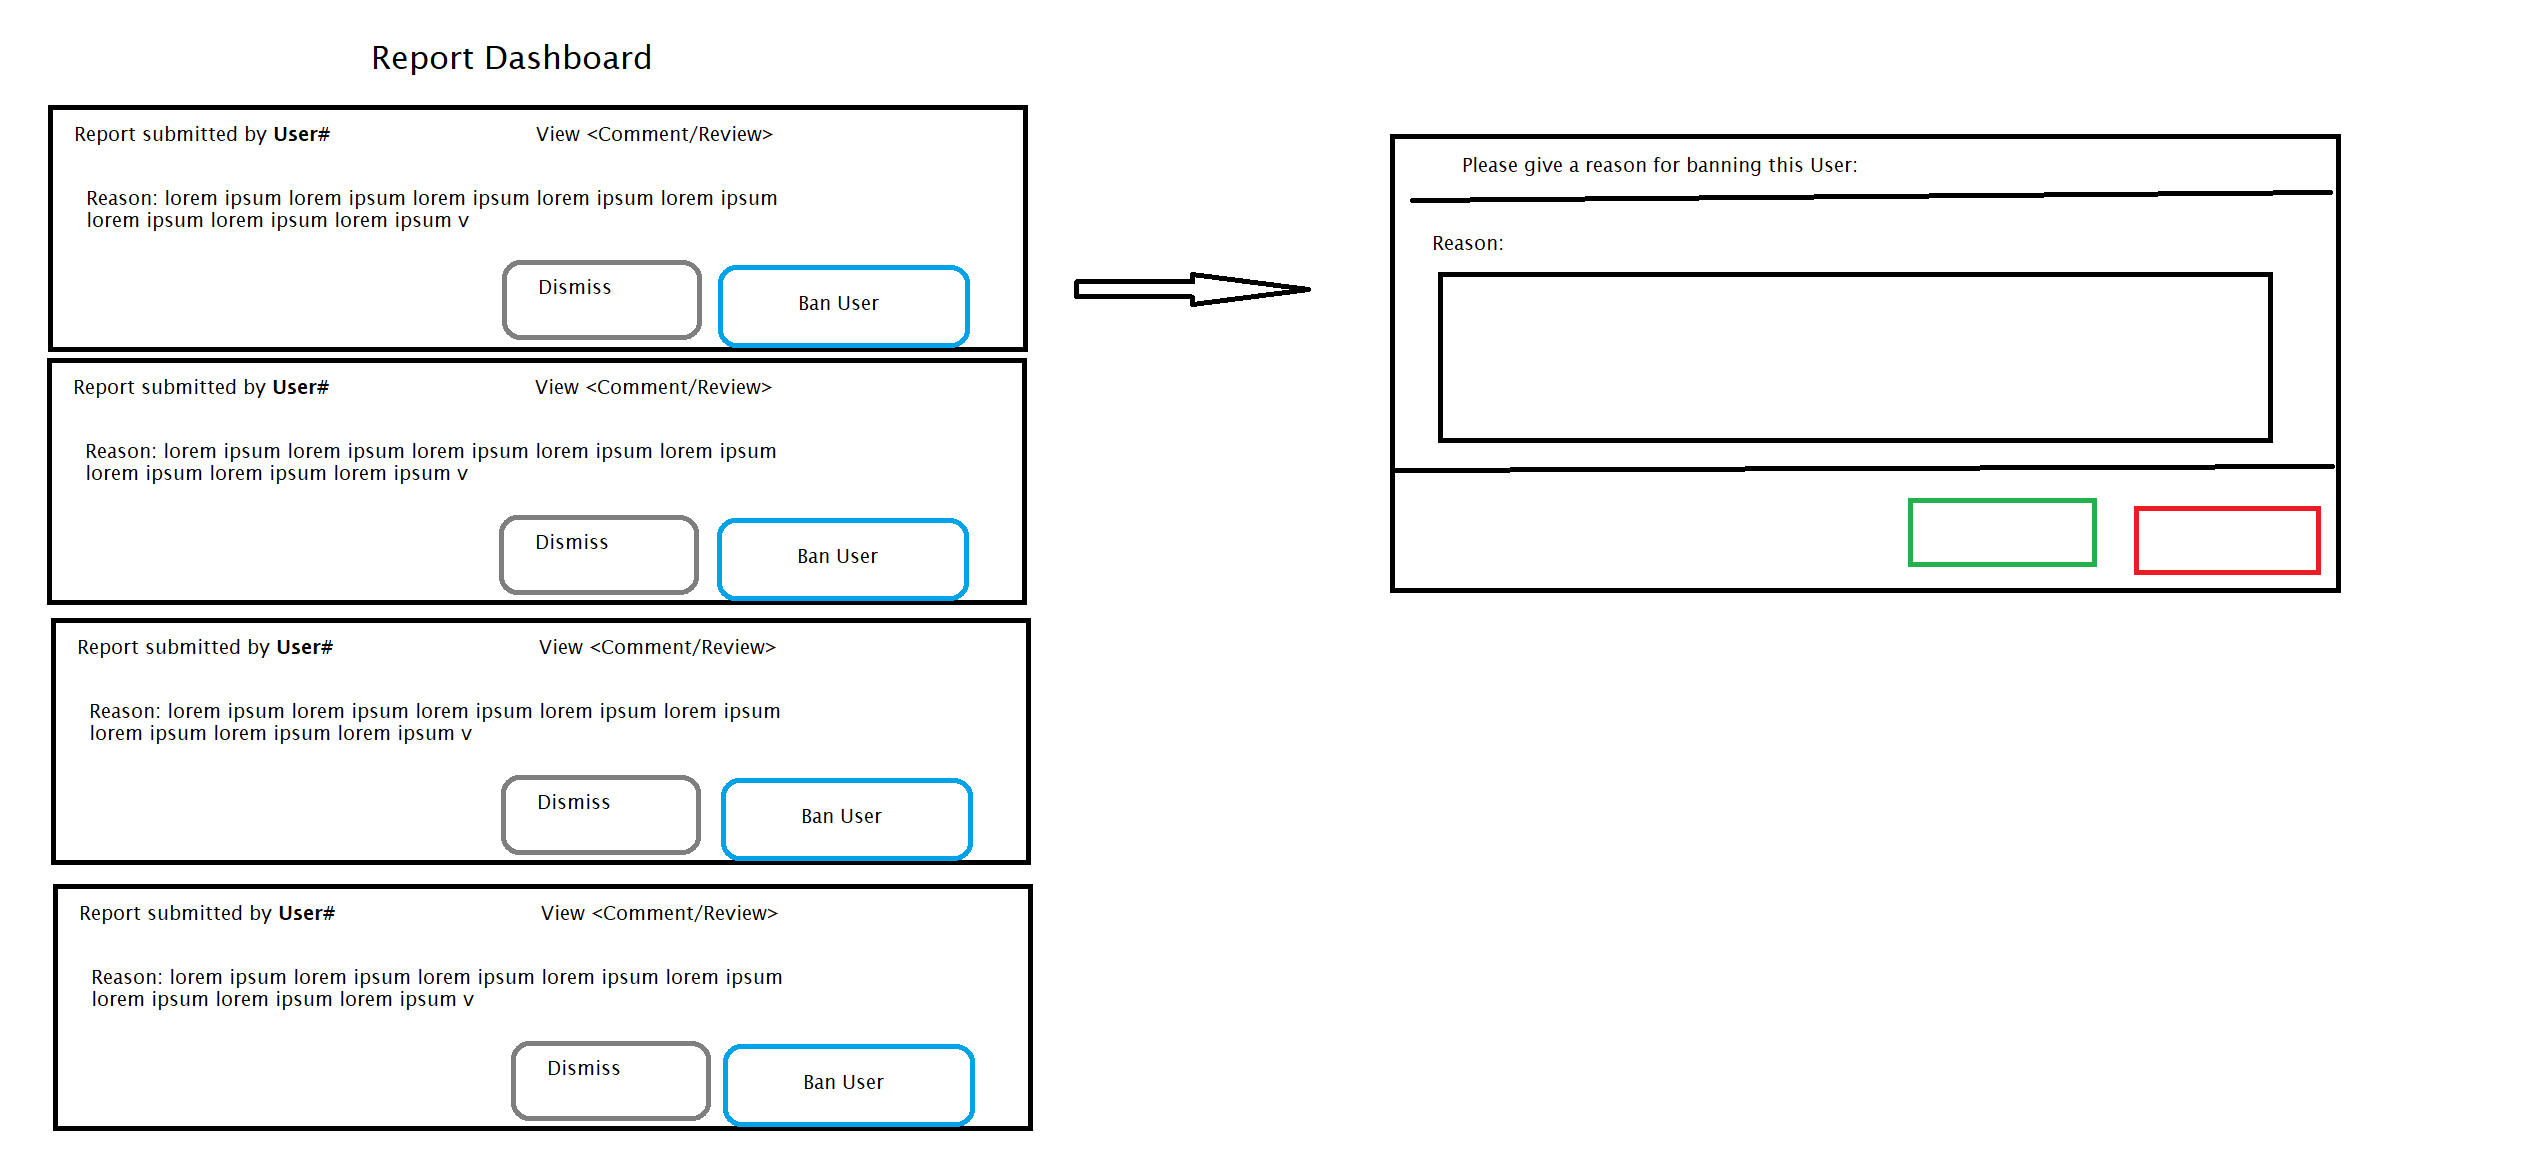 Report Dashboard
Report submitted by User#
View <Comment/Review>
Reason: lorem ipsum lorem ipsum lorem ipsum lorem ipsum lorem ipsum
lorem ipsum lorem ipsum lorem ipsum v
Dismiss
Ban User
Report submitted by User#
View <Comment/Review>
Reason: lorem ipsum lorem ipsum lorem ipsum lorem ipsum lorem ipsum
lorem ipsum lorem ipsum lorem ipsum v
Dismiss
Ban User
Report submitted by User#
View <Comment/Review>
Reason: lorem ipsum lorem ipsum lorem ipsum lorem ipsum lorem ipsum
lorem ipsum lorem ipsum lorem ipsum v
Dismiss
Ban User
Report submitted by User#
View <Comment/Review>
Reason: lorem ipsum lorem ipsum lorem ipsum lorem ipsum lorem ipsum
lorem ipsum lorem ipsum lorem ipsum v
Dismiss
Ban User
Please give a reason for banning this User:
Reason: